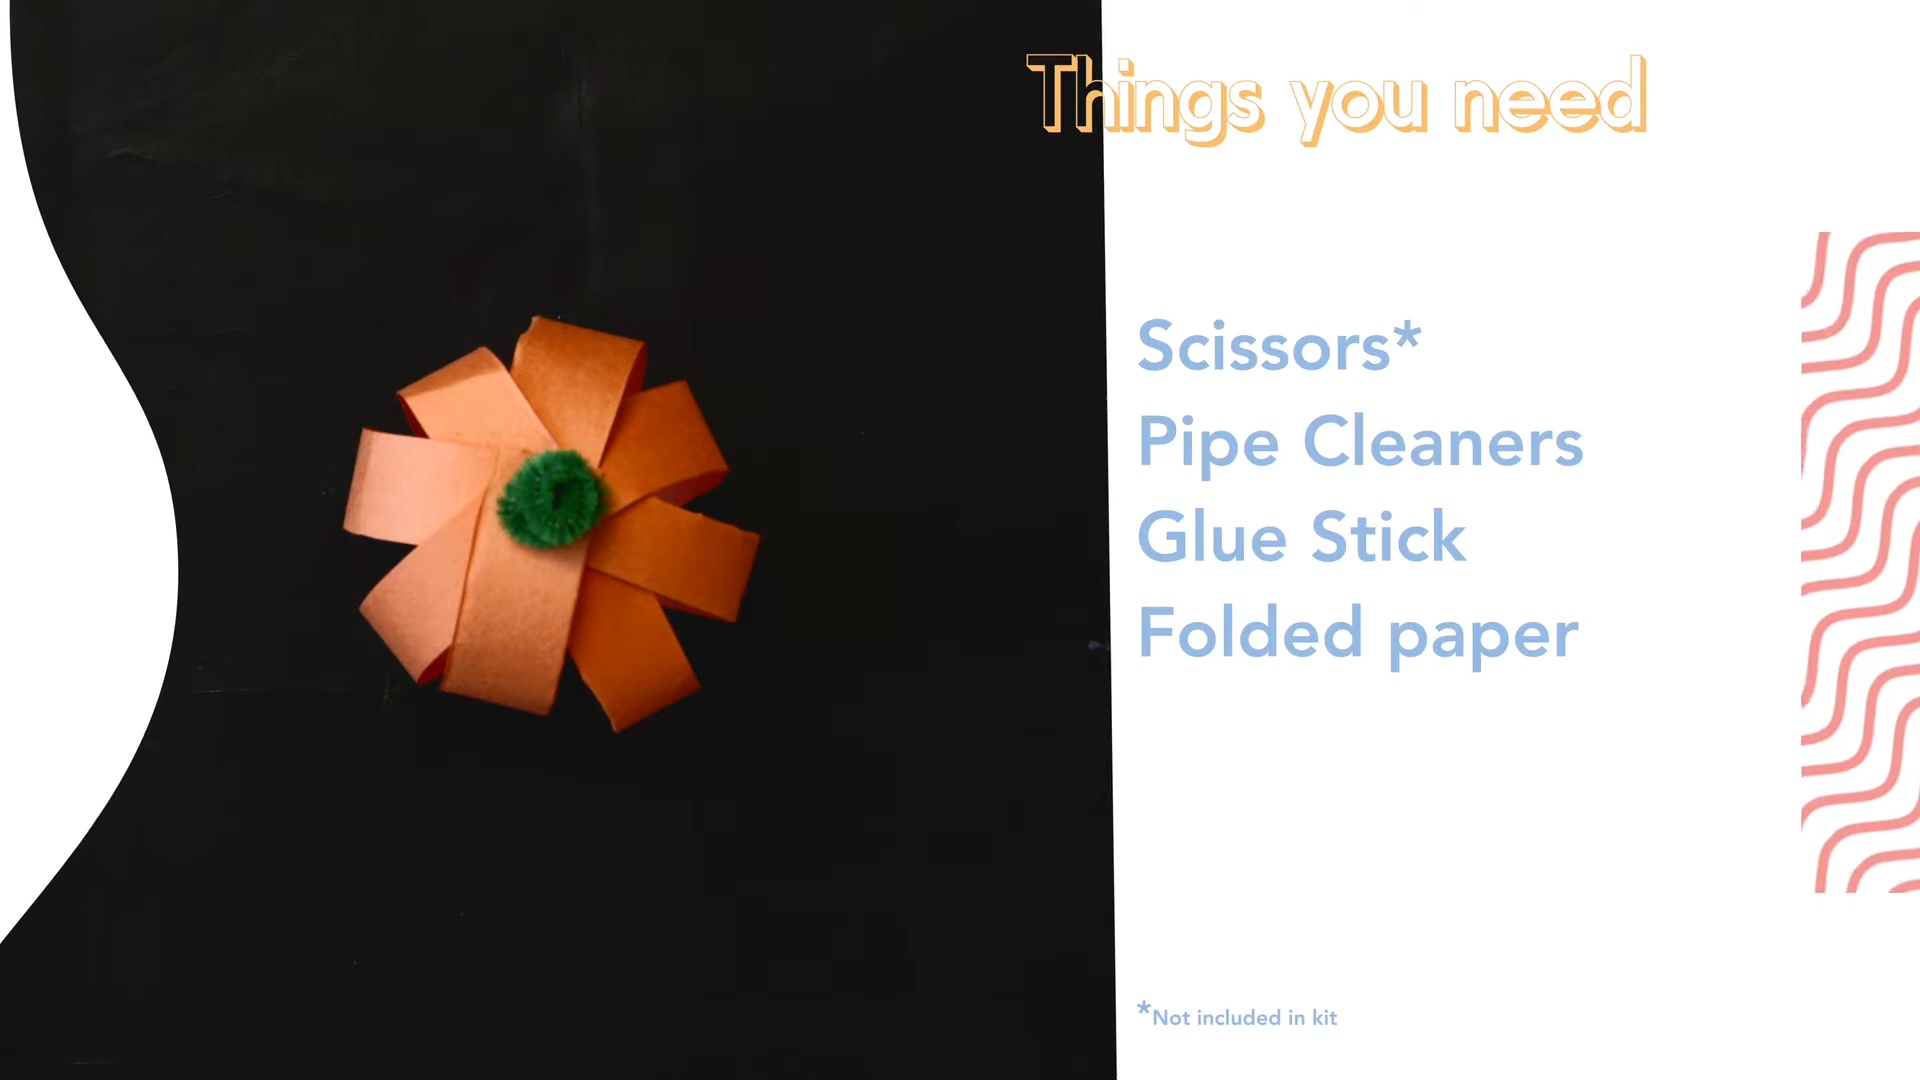 Things you need
Scissors*
Pipe Cleaners
Glue Stick
Folded paper
*Not included in kit